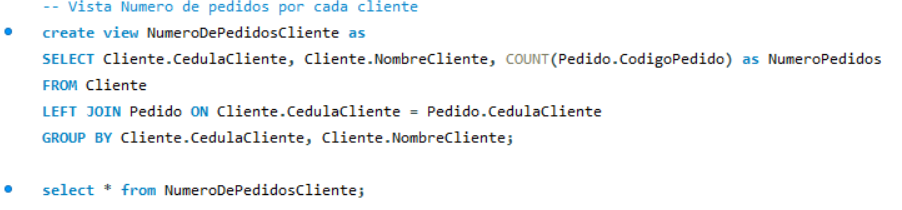 -- Vista Numero de pedidos por cada cliente
create view NumeroDePedidosCliente as
SELECT Cliente.CedulaCliente, Cliente.NombreCliente, COUNT(Pedido.CodigoPedido) as NumeroPedidos
FROM Cliente
LEFT JOIN Pedido ON Cliente.CedulaCliente = Pedido.CedulaCliente
GROUP BY Cliente.CedulaCliente, Cliente.NombreCliente;
select * from NumeroDePedidosCliente;